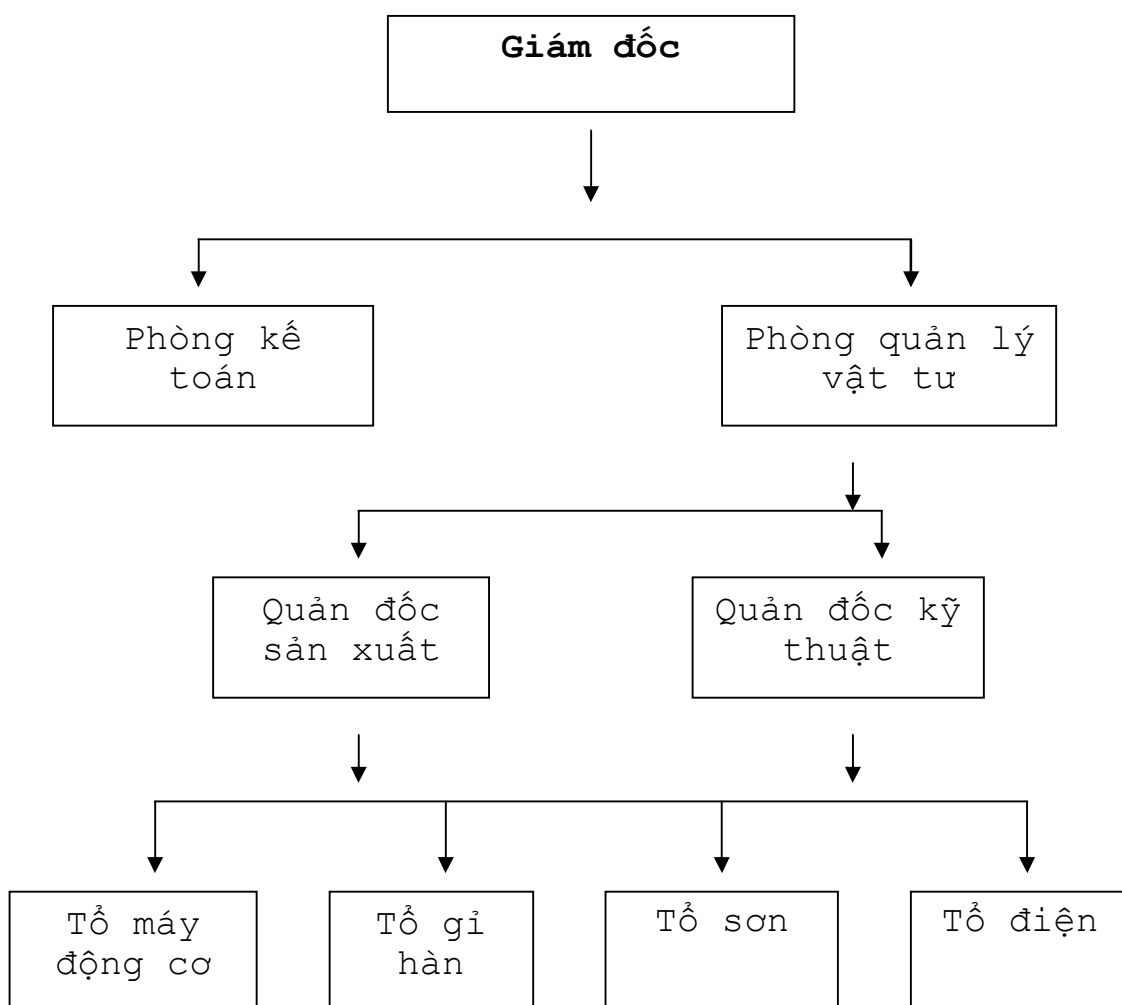 Giám đốc
Phòng kế
toán
Phòng quản lý
vật tư
Quản đốc
sản xuất
Quản đốc kỹ
thuật
Tổ máy
động cơ
Tổ gỉ
hàn
Tổ sơn
Tổ điện